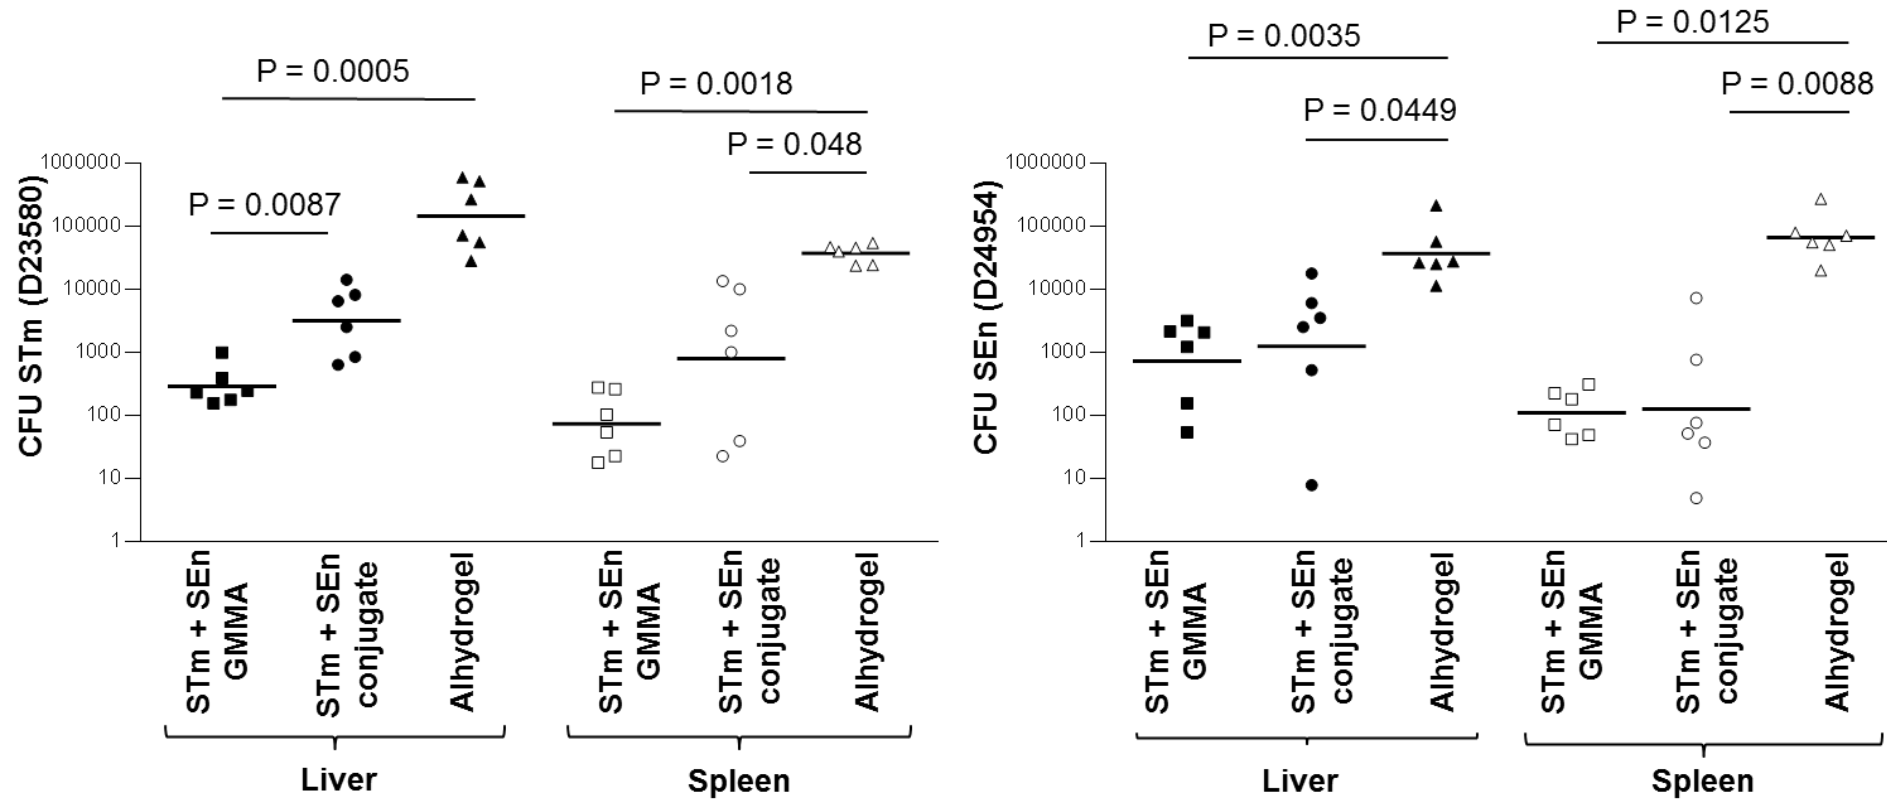 P = 0.0005
P = 0.0018
P = 0.048
P = 0.0087
CFU STm (D23580)
1000000
100000
10000
1000
100
10
1
STm + SEn
GMMA
STm + SEn
conjugate
Alhydrogel
STm + SEn
GMMA
STm + SEn
conjugate
Alhydrogel
Liver
Spleen
P = 0.0035
P = 0.0125
P = 0.0449
P = 0.0088
CFU SEn (D24954)
1000000
100000
10000
1000
100
10
1
STm + SEn
GMMA
STm + SEn
conjugate
Alhydrogel
STm + SEn
GMMA
STm + SEn
conjugate
Alhydrogel
Liver
Spleen